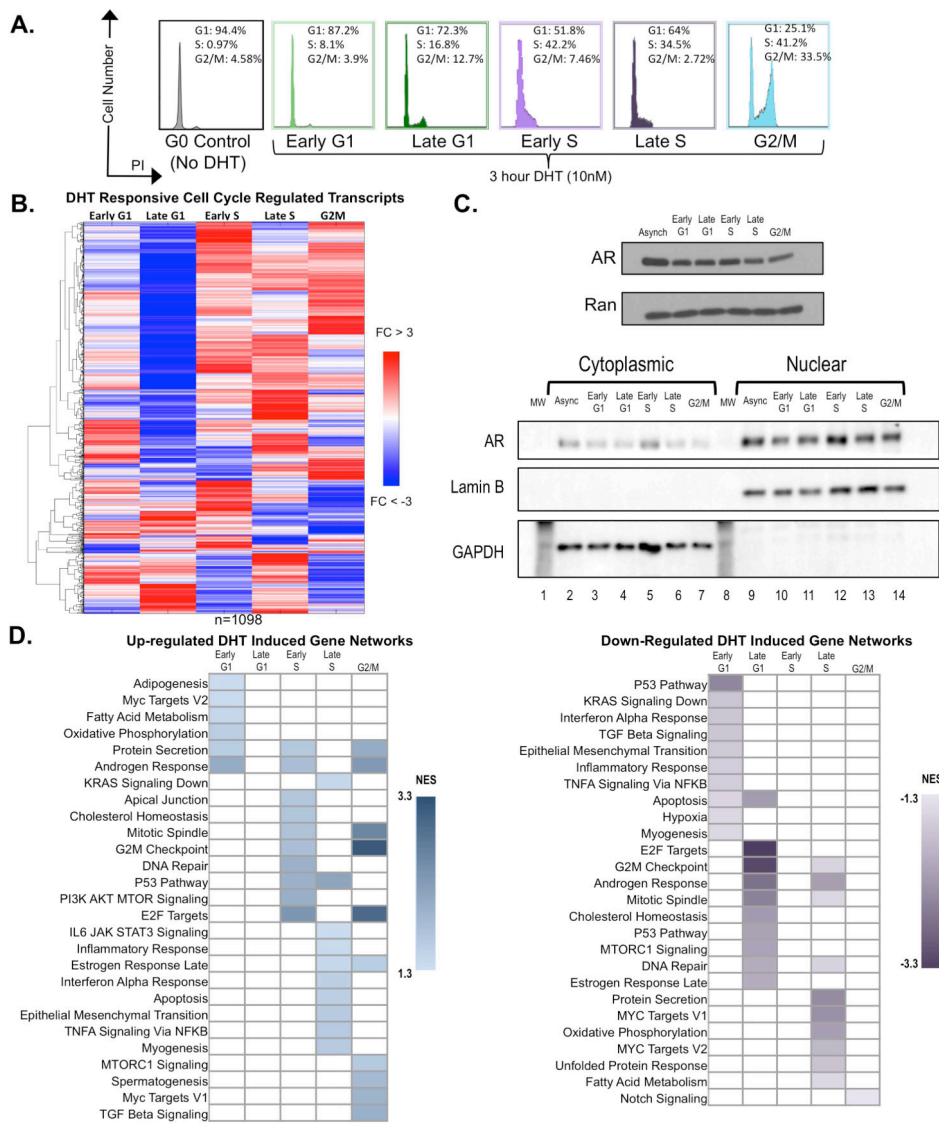 A.
Cell Number
PI
G1: 94.4%
S: 0.97%
G2/M: 4.58%
G0 Control
(No DHT)
G1: 87.2%
S: 8.1%
G2/M: 3.9%
Early G1
G1: 72.3%
S: 16.8%
G2/M: 12.7%
Late G1
G1: 51.8%
S: 42.2%
G2/M: 7.46%
Early S
G1: 64%
S: 34.5%
G2/M: 2.72%
Late S
G1: 25.1%
S: 41.2%
G2/M: 33.5%
G2/M
3 hour DHT (10nM)
B.
DHT Responsive Cell Cycle Regulated Transcripts
Early G1 Late G1 Early S Late S G2M
FC > 3
FC < -3
n=1098
C.
Async​h Early G1 Late G1 Early S Late S G2/M
AR
Ran
Cytoplasmic Nuclear
MW Async Early G1 Late G1 Early S Late S G2/M MW Async Early G1 Late G1 Early S Late S G2/M
AR
Lamin B
GAPDH
1 2 3 4 5 6 7 8 9 10 11 12 13 14
D.
Up-regulated DHT Induced Gene Networks
Early G1 Late G1 Early S Late S G2/M
Adipogenesis
Myc Targets V2
Fatty Acid Metabolism
Oxidative Phosphorylation
Protein Secretion
Androgen Response
KRAS Signaling Down
Apical Junction
Cholesterol Homeostasis
Mitotic Spindle
G2M Checkpoint
DNA Repair
P53 Pathway
PI3K AKT MTOR Signaling
E2F Targets
IL6 JAK STAT3 Signaling
Inflammatory Response
Estrogen Response Late
Interferon Alpha Response
Apoptosis
Epithelial Mesenchymal Transition
TNFA Signaling Via NFKB
Myogenesis
MTORC1 Signaling
Spermatogenesis
Myc Targets V1
TGF Beta Signaling
NES
3.3
1.3
Down-Regulated DHT Induced Gene Networks
Early G1 Late G1 Early S Late S G2/M
P53 Pathway
KRAS Signaling Down
Interferon Alpha Response
TGF Beta Signaling
Epithelial Mesenchymal Transition
Inflammatory Response
TNFA Signaling Via NFKB
Apoptosis
Hypoxia
Myogenesis
E2F Targets
G2M Checkpoint
Androgen Response
Mitotic Spindle
Cholesterol Homeostasis
P53 Pathway
MTORC1 Signaling
DNA Repair
Estrogen Response Late
Protein Secretion
MYC Targets V1
Oxidative Phosphorylation
MYC Targets V2
Unfolded Protein Response
Fatty Acid Metabolism
Notch Signaling
NES
-1.3
-3.3